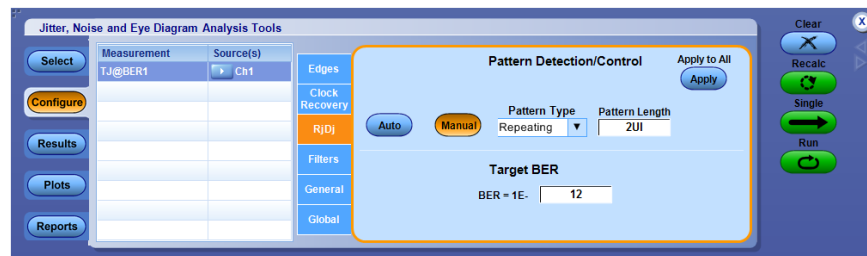 Jitter, Noise and Eye Diagram Analysis Tools
Clear
X
Select
Measurement Source(s)
TJ@BER1 Ch1
Edges
Pattern Detection/Control
Apply to All
Apply
Recalc
Configure
Clock
Recovery
Pattern Type
Pattern Length
Single
RjDj
Auto
Manual
Repeating
2UI
Results
Run
Filters
Target BER
Plots
General
BER = 1E- 12
Reports
Global